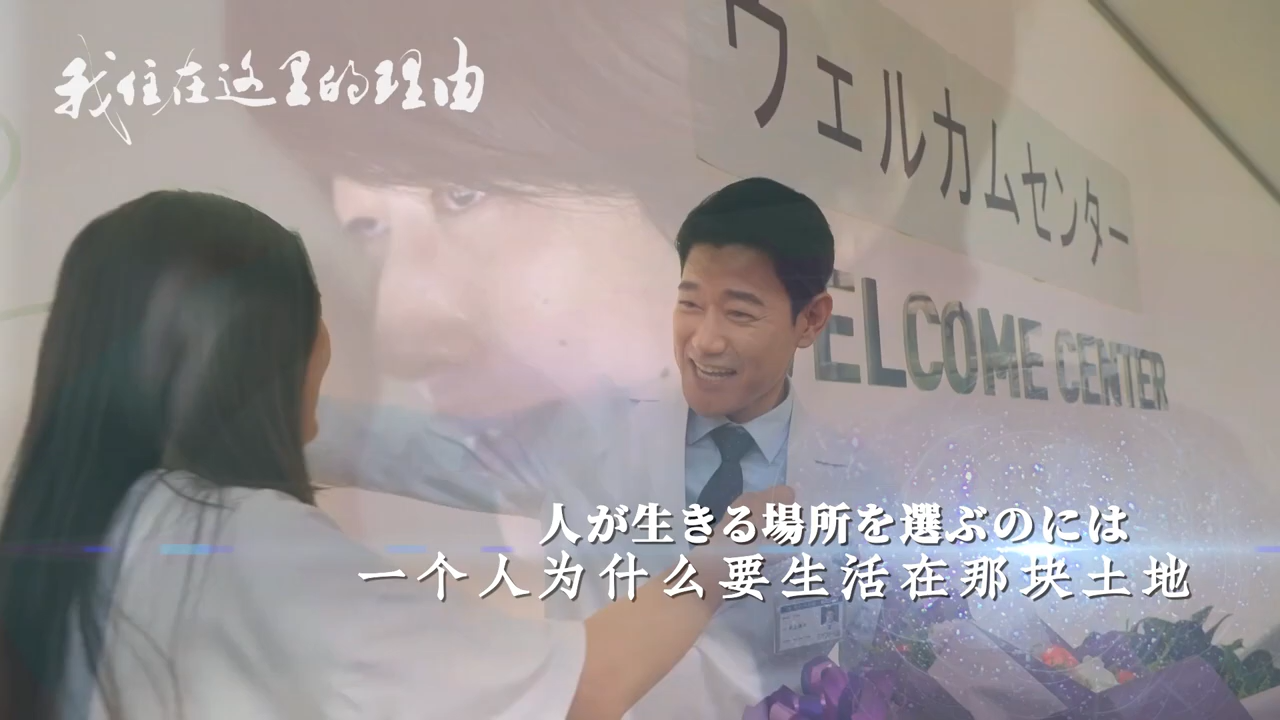 我住在这里的理由
ウェルカムセンター
WELCOME CENTER
人が生きる場所を選ぶのには
一个人为什么要生活在那块土地